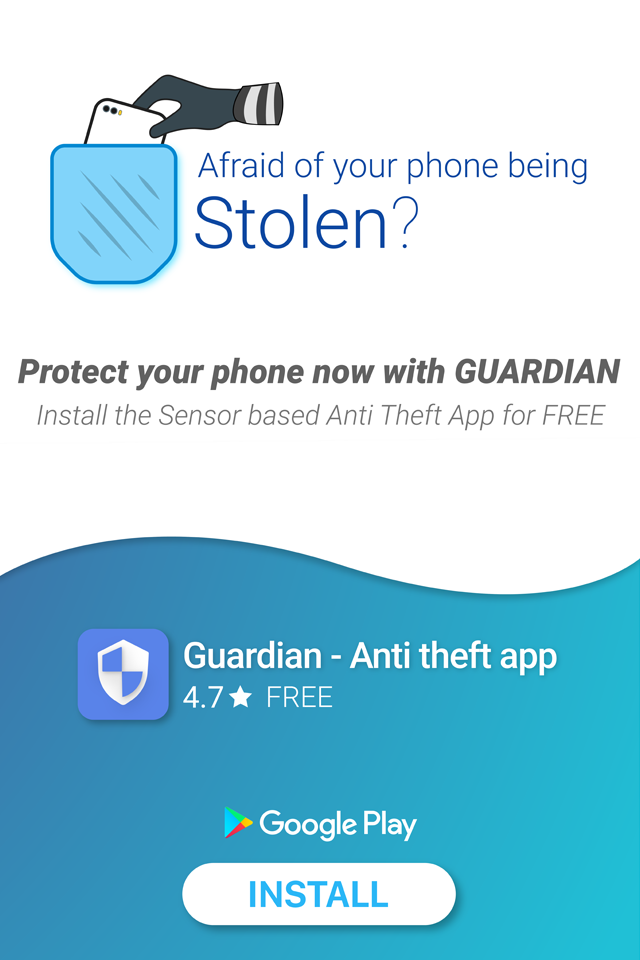 Afraid of your phone being
Stolen?
Protect your phone now with GUARDIAN
Install the Sensor based Anti Theft App for FREE
Guardian - Anti theft app
4.7★ FREE
Google Play
INSTALL